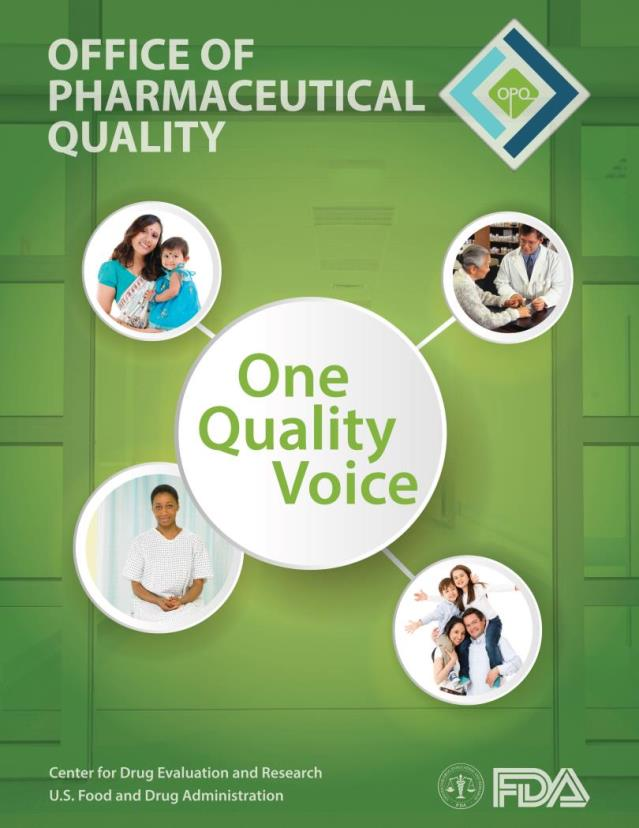 OFFICE OF
PHARMACEUTICAL
QUALITY
OPQ
One
Quality
Voice
Center for Drug Evaluation and Research
U.S. Food and Drug Administration
FDA